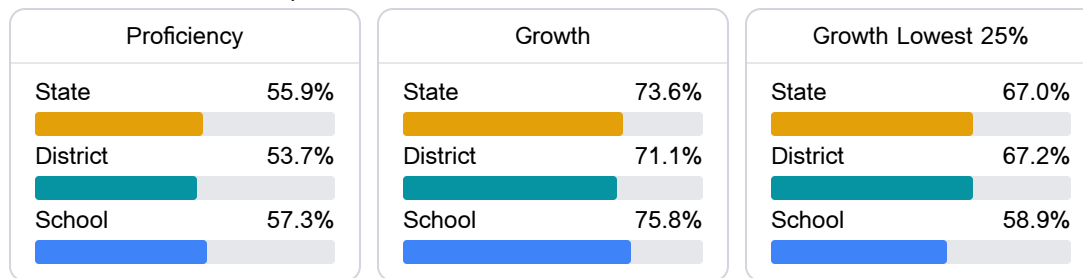 Proficiency
State 55.9%
District 53.7%
School 57.3%
Growth
State 73.6%
District 71.1%
School 75.8%
Growth Lowest 25%
State 67.0%
District 67.2%
School 58.9%